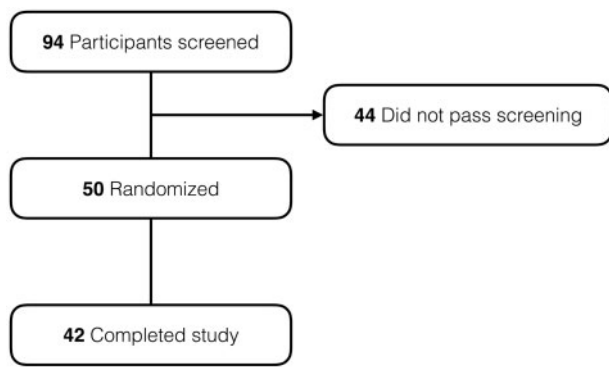 94 Participants screened
44 Did not pass screening
50 Randomized
42 Completed study